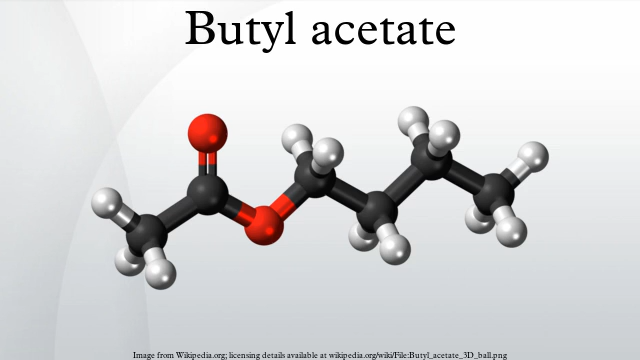 Butyl acetate
Image from Wikipedia.org; licensing details available at wikipedia.org/wiki/File:Butyl_acetate_3D_ball.png